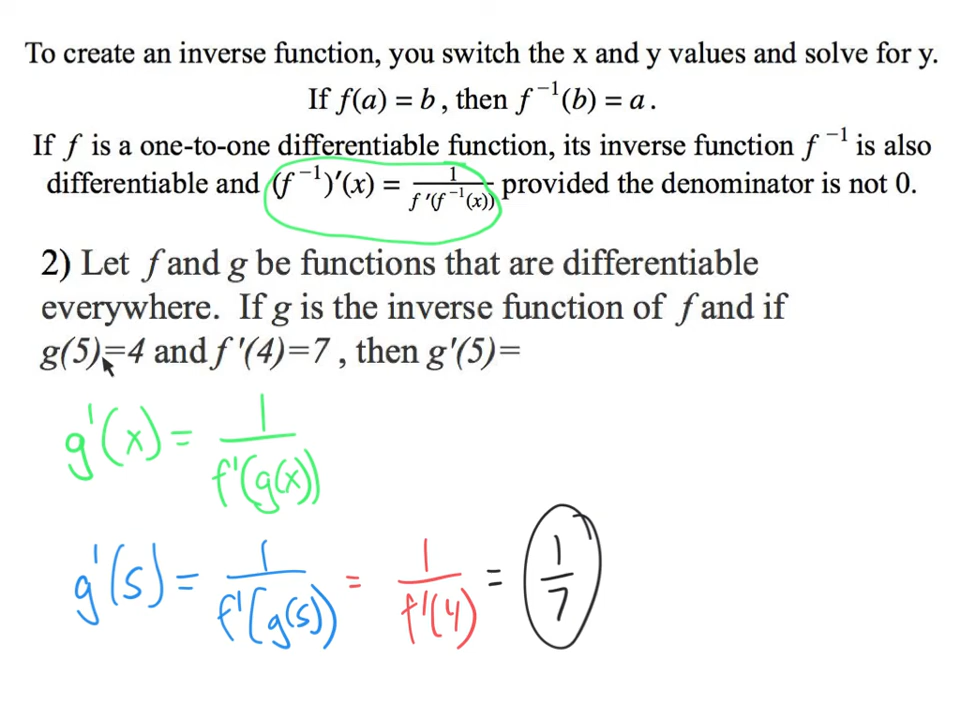 To create an inverse function, you switch the x and y values and solve for y.
If f(a) = b, then f⁻¹(b) = a.
If f is a one-to-one differentiable function, its inverse function f⁻¹ is also
differentiable and (f⁻¹)′(x) = 1/f′(f⁻¹(x)) provided the denominator is not 0.
2) Let f and g be functions that are differentiable
everywhere. If g is the inverse function of f and if
g(5)=4 and f '(4)=7 , then g'(5)=
g'(x) = 1/f'(g(x))
g'(5) = 1/f'(g(5)) = 1/f'(4) = 1/7